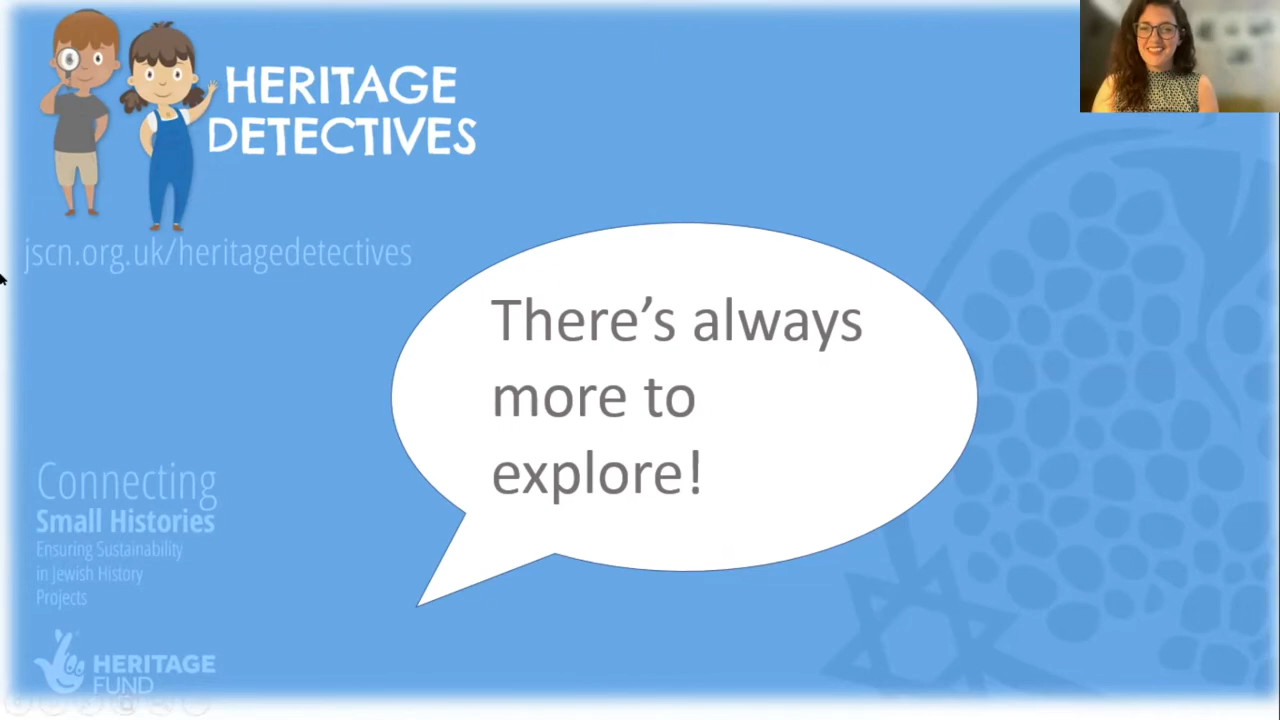 HERITAGE
DETECTIVES
jscn.org.uk/heritagedetectives
There's always
more to
explore!
Connecting
Small Histories
Ensuring Sustainability
in Jewish History
Projects
HERITAGE
FUND